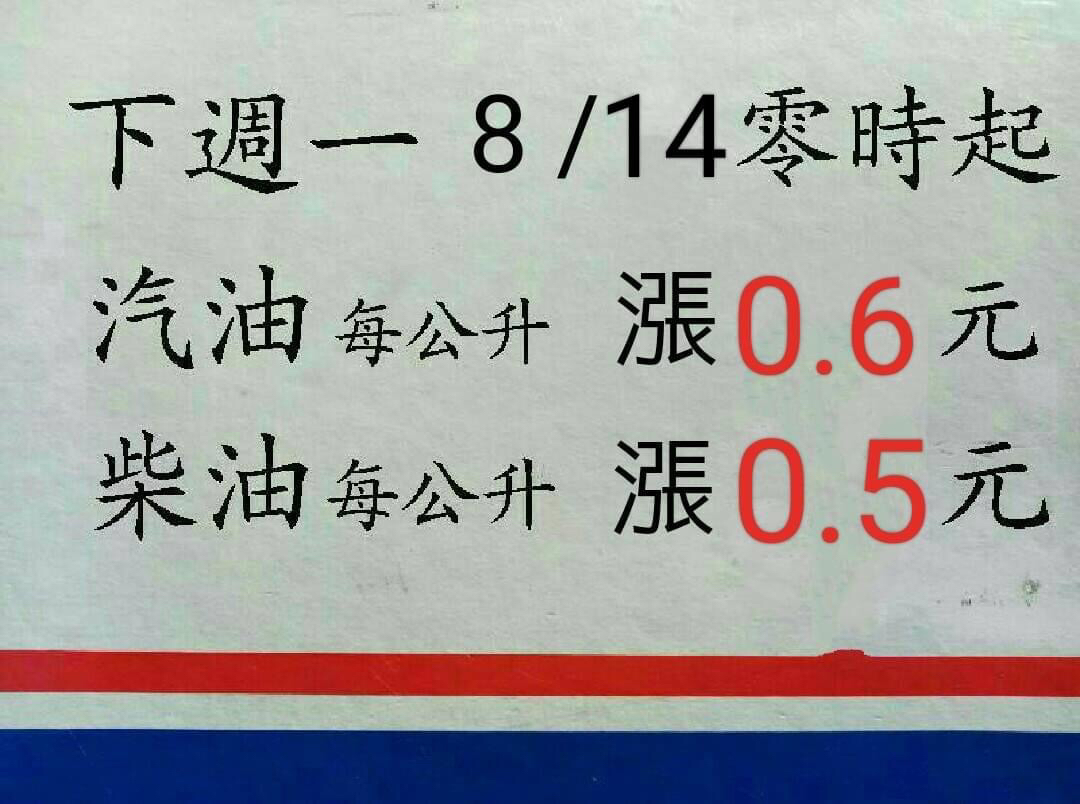 下週一 8/14零時起
汽油每公升 漲0.6元
柴油每公升 漲0.5元